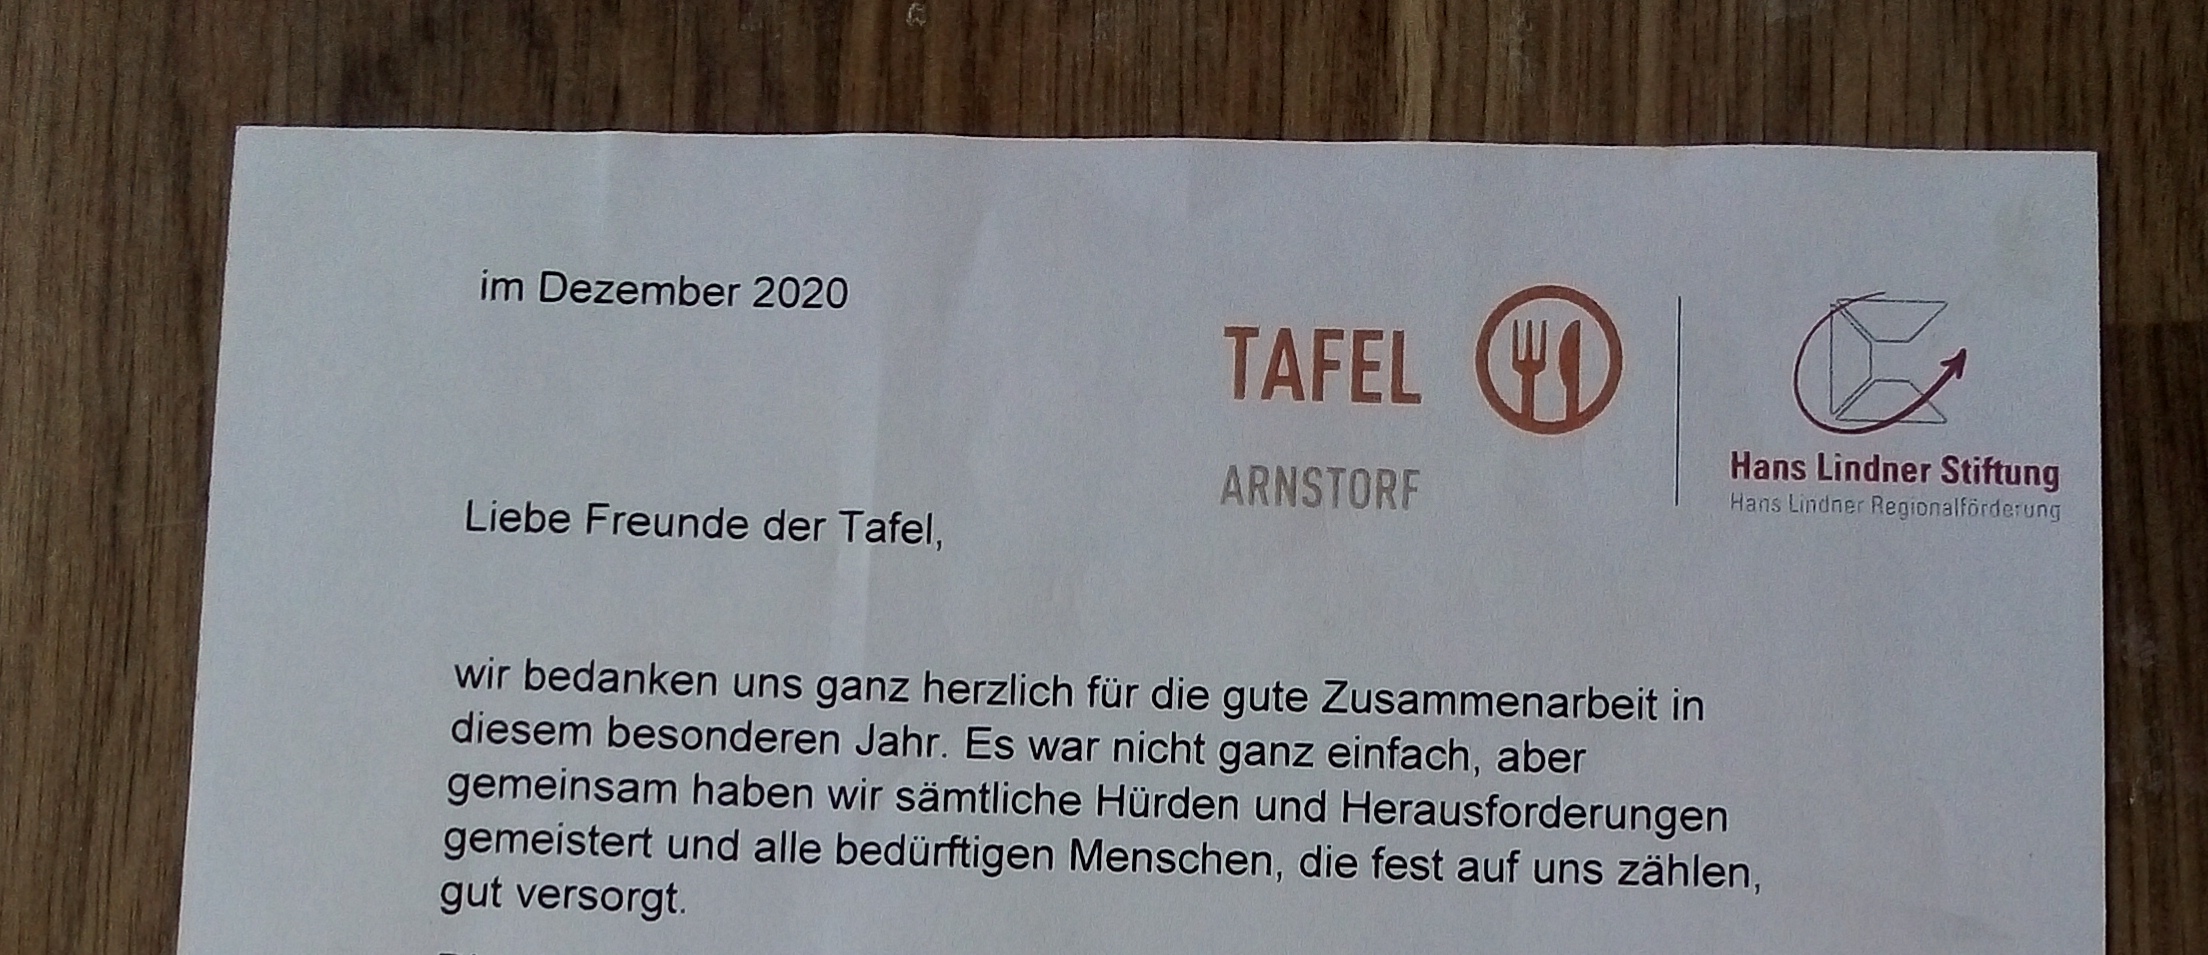 im Dezember 2020
TAFEL
ARNSTORF
Hans Lindner Stiftung
Hans Lindner Regionalförderung
Liebe Freunde der Tafel,
wir bedanken uns ganz herzlich für die gute Zusammenarbeit in
diesem besonderen Jahr. Es war nicht ganz einfach, aber
gemeinsam haben wir sämtliche Hürden und Herausforderungen
gemeistert und alle bedürftigen Menschen, die fest auf uns zählen,
gut versorgt.